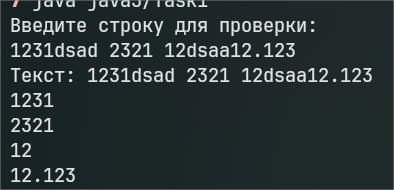 java java3/Task1
Введите строку для проверки:
1231dsad 2321 12dsaa12.123
Текст: 1231dsad 2321 12dsaa12.123
1231
2321
12
12.123